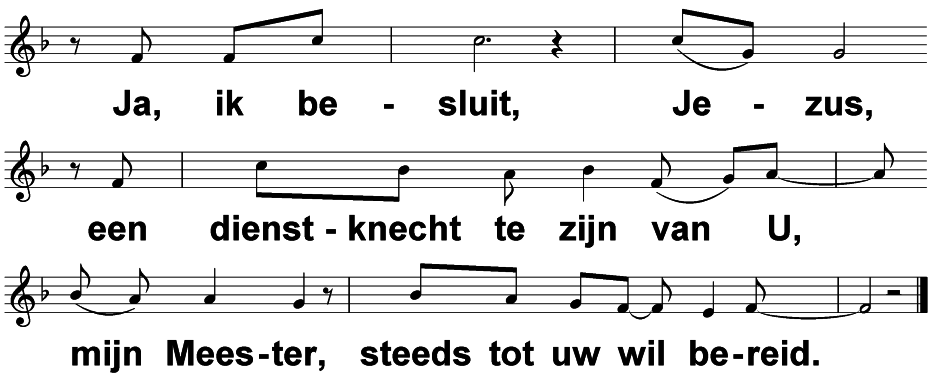 Ja, ik be - sluit, Je - zus,
een dienst - knecht te zijn van U,
mijn Mees-ter, steeds tot uw wil be-reid.